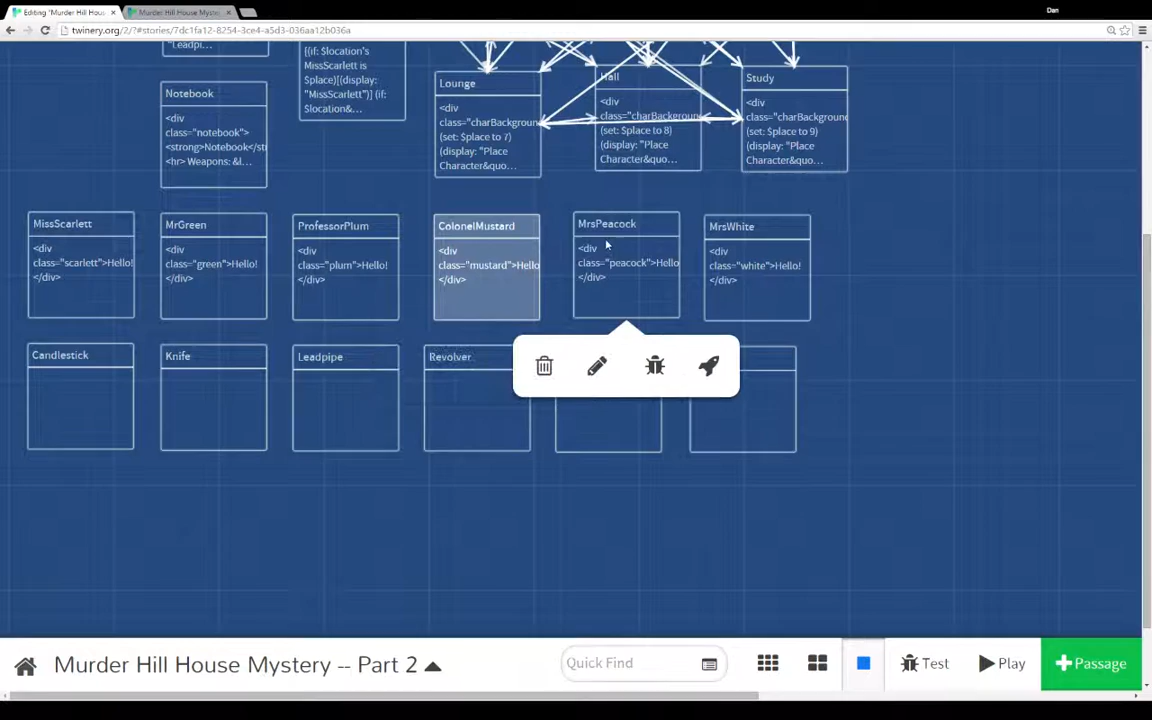 Editing "Murder Hill Hous
Murder Hill House Myste
Dan
twinery.org/2/?#stories/7dc1fa12-8254-3ce4-a5d3-036aa12b036a
"Leadpi...
{(if: $location's
MissScarlett is
$place)[(display:
"MissScarlett")] (if:
$location&...
Notebook
<div
class="notebook">
<strong>Notebook</str
<hr> Weapons: &l...
Lounge
<div
class="charBackground
(set: $place to 7)
(display: "Place
Character&quo...
Hall
<div
class="charBackground
(set: $place to 8)
(display: "Place
Character&quo...
Study
<div
class="charBackground
(set: $place to 9)
(display: "Place
Character&quo...
MissScarlett
<div
class="scarlett">Hello!
</div>
MrGreen
<div
class="green">Hello!
</div>
ProfessorPlum
<div
class="plum">Hello!
</div>
ColonelMustard
<div
class="mustard">Hello
</div>
MrsPeacock
<div
class="peacock">Hello
</div>
MrsWhite
<div
class="white">Hello!
</div>
Candlestick
Knife
Leadpipe
Revolver
Murder Hill House Mystery -- Part 2
Quick Find
Test
Play
+Passage